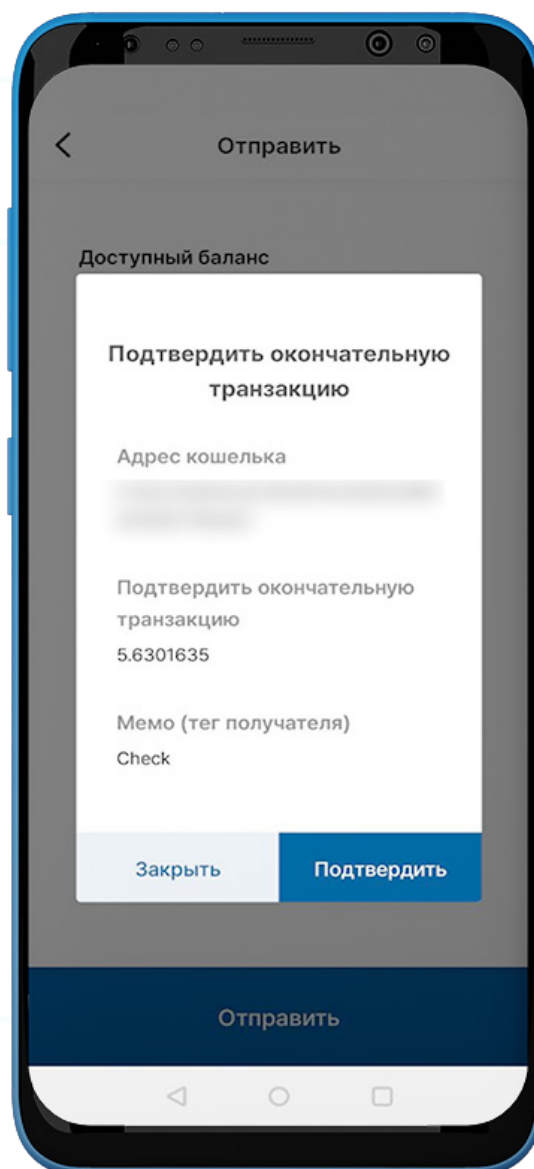 Отправить
Доступный баланс
Подтвердить окончательную
транзакцию
Адрес кошелька
Подтвердить окончательную
транзакцию
5.6301635
Мемо (тег получателя)
Check
Закрыть
Подтвердить
Отправить